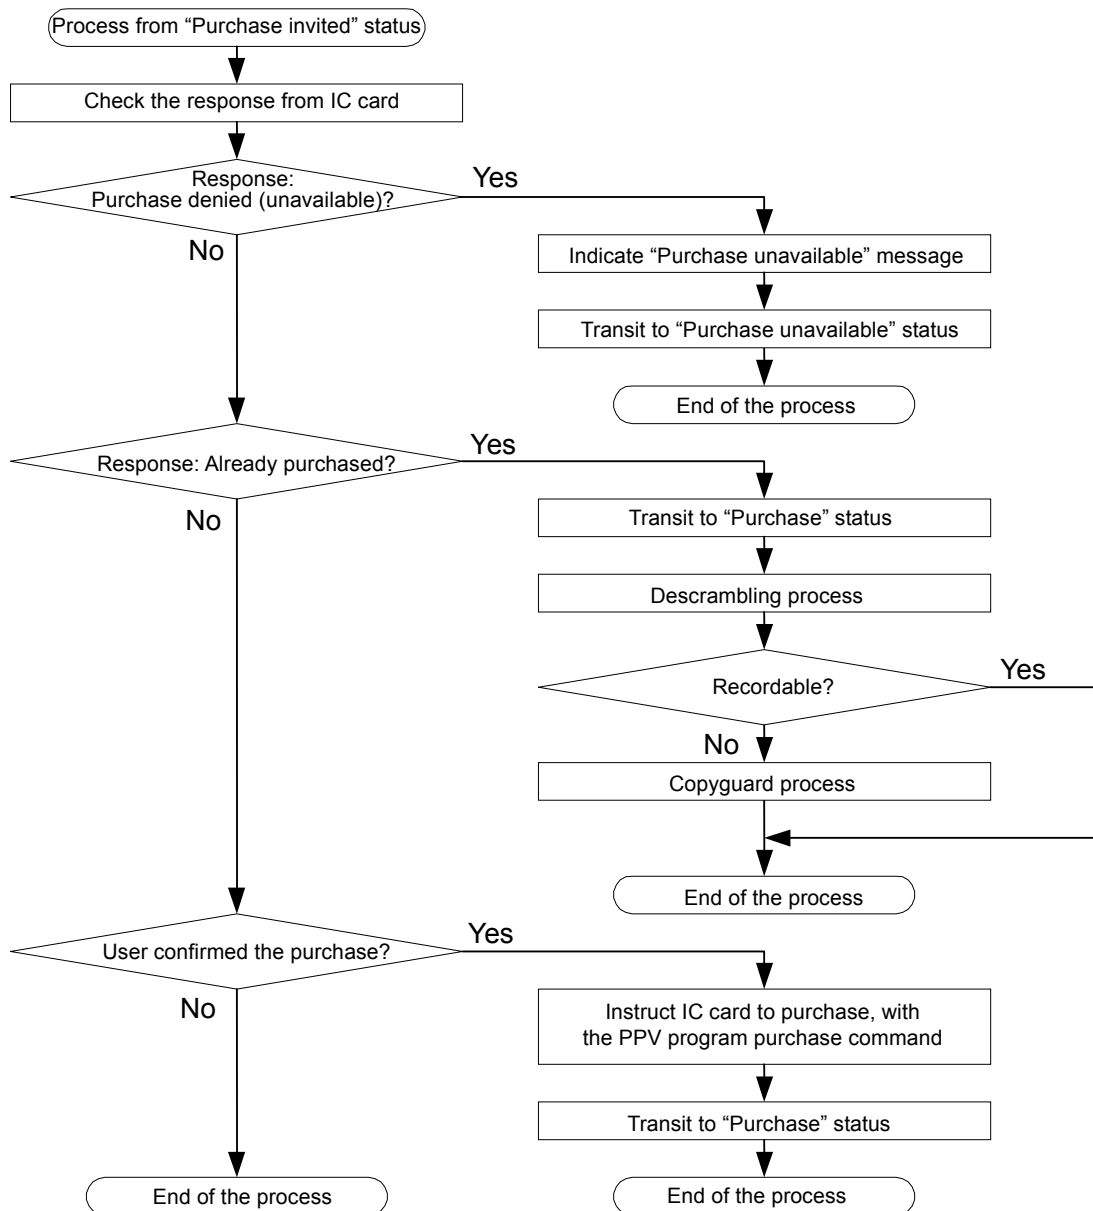 Process from “Purchase invited” status
Check the response from IC card
Response:
Purchase denied (unavailable)?
Yes
No
Indicate “Purchase unavailable” message
Transit to “Purchase unavailable” status
End of the process
Response: Already purchased?
Yes
No
Transit to “Purchase” status
Descrambling process
Recordable?
Yes
No
Copyguard process
End of the process
User confirmed the purchase?
Yes
No
Instruct IC card to purchase, with
the PPV program purchase command
Transit to “Purchase” status
End of the process
End of the process